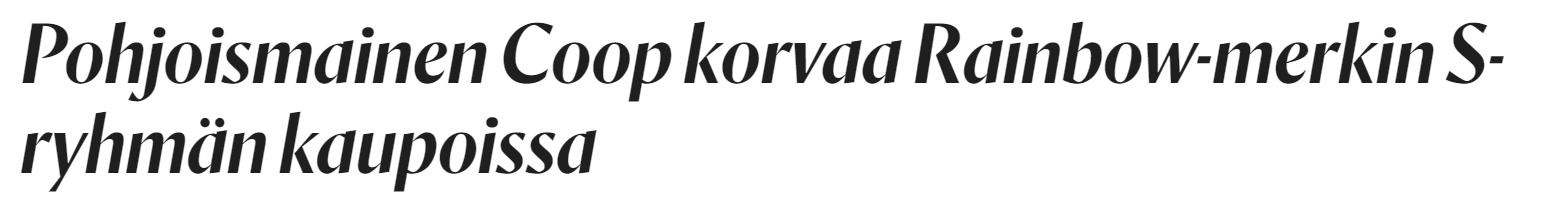 Pohjoismainen Coop korvaa Rainbow-merkin S-
ryhmän kaupoissa